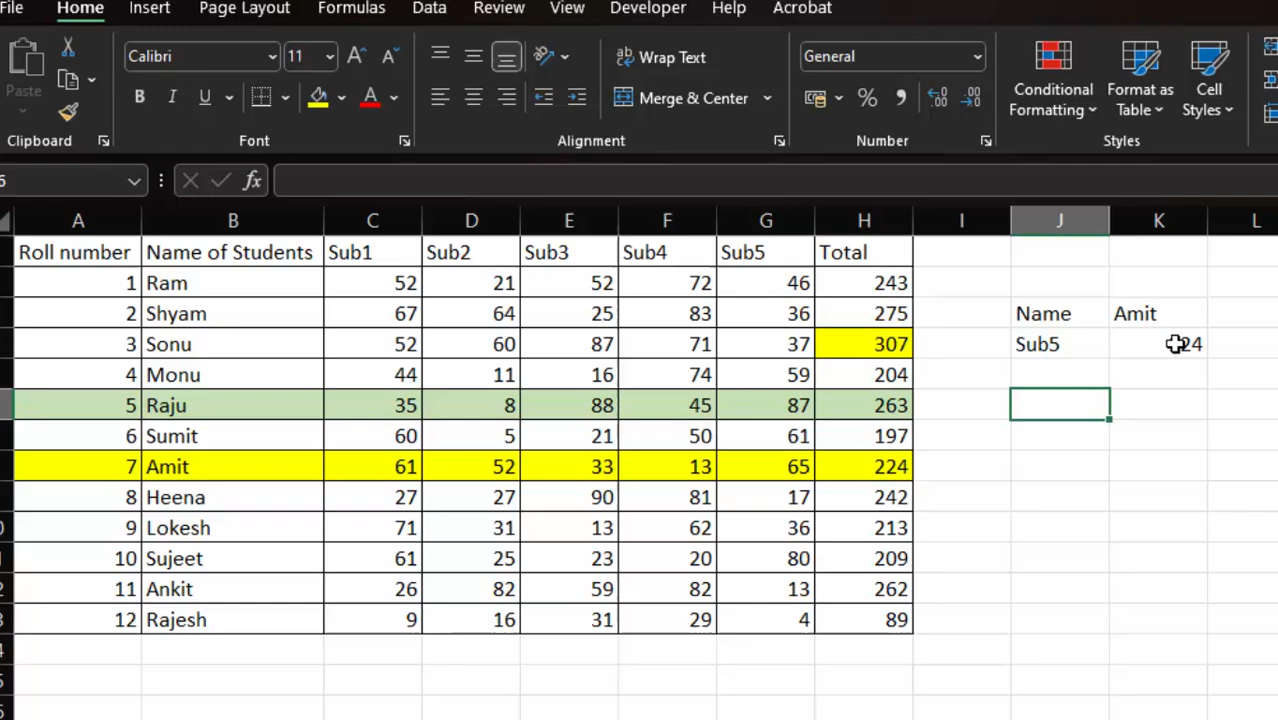 File Home Insert Page Layout Formulas Data Review View Developer Help Acrobat
Calibri 11 Wrap Text General
Paste B I U Merge & Center % Conditional Formatting Format as Table Cell Styles
Clipboard Font Alignment Number Styles
fx
A B C D E F G H I J K L
Roll number Name of Students Sub1 Sub2 Sub3 Sub4 Sub5 Total
1 Ram 52 21 52 72 46 243
2 Shyam 67 64 25 83 36 275 Name Amit
3 Sonu 52 60 87 71 37 307 Sub5
4 Monu 44 11 16 74 59 204
5 Raju 35 8 88 45 87 263
6 Sumit 60 5 21 50 61 197
7 Amit 61 52 33 13 65 224
8 Heena 27 27 90 81 17 242
9 Lokesh 71 31 13 62 36 213
10 Sujeet 61 25 23 20 80 209
11 Ankit 26 82 59 82 13 262
12 Rajesh 9 16 31 29 4 89